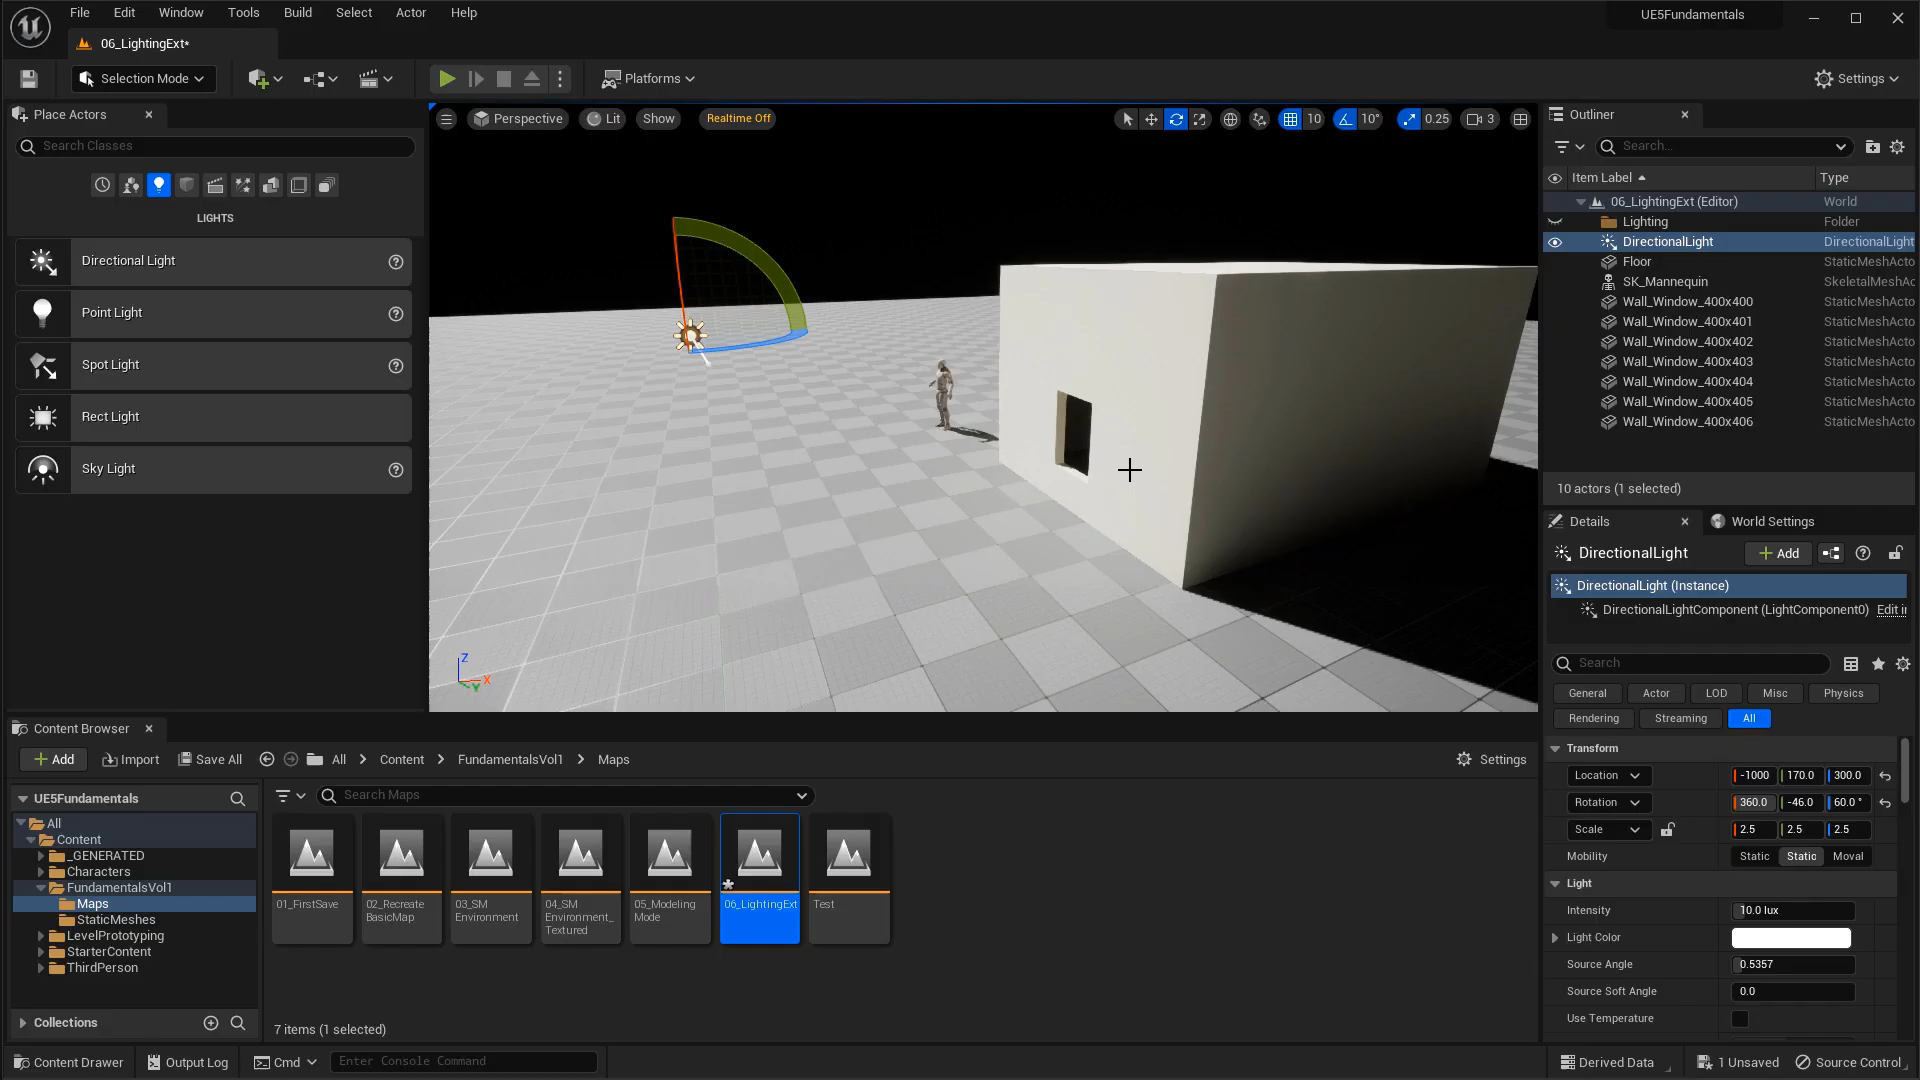 File Edit Window Tools Build Select Actor Help
UE5Fundamentals
06_LightingExt*
Selection Mode
Platforms
Settings
Place Actors
Search Classes
LIGHTS
Directional Light
Point Light
Spot Light
Rect Light
Sky Light
Perspective Lit Show Realtime Off
10 10° 0.25 3
Z
X
Y
Outliner
Search...
Item Label Type
06_LightingExt (Editor) World
Lighting Folder
DirectionalLight DirectionalLight
Floor StaticMeshActo
SK_Mannequin SkeletalMeshAc
Wall_Window_400x400 StaticMeshActo
Wall_Window_400x401 StaticMeshActo
Wall_Window_400x402 StaticMeshActo
Wall_Window_400x403 StaticMeshActo
Wall_Window_400x404 StaticMeshActo
Wall_Window_400x405 StaticMeshActo
Wall_Window_400x406 StaticMeshActo
10 actors (1 selected)
Details World Settings
DirectionalLight Add
DirectionalLight (Instance)
DirectionalLightComponent (LightComponent0) Edit i
Search
General Actor LOD Misc Physics
Rendering Streaming All
Transform
Location -1000 170.0 300.0
Rotation 360.0 -46.0 60.0 °
Scale 2.5 2.5 2.5
Mobility Static Static Moval
Light
Intensity 10.0 lux
Light Color
Source Angle 0.5357
Source Soft Angle 0.0
Use Temperature
Content Browser
Add Import Save All All Content FundamentalsVol1 Maps Settings
UE5Fundamentals
All
Content
_GENERATED
Characters
FundamentalsVol1
Maps
StaticMeshes
LevelPrototyping
StarterContent
ThirdPerson
Collections
Search Maps
01_FirstSave
02_Recreate
BasicMap
03_SM
Environment
04_SM
Environment_
Textured
05_Modeling
Mode
06_LightingExt
Test
7 items (1 selected)
Content Drawer Output Log Cmd Enter Console Command
Derived Data 1 Unsaved Source Control